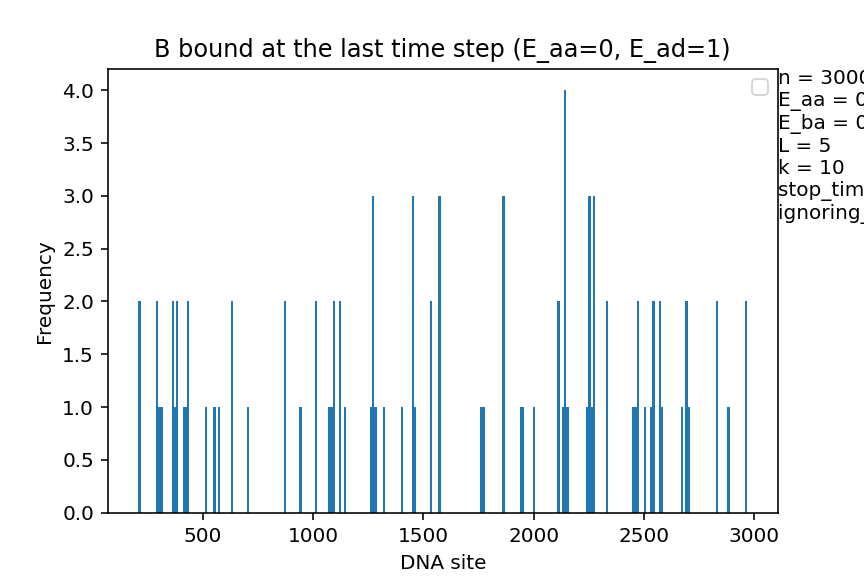 B bound at the last time step (E_aa=0, E_ad=1)
n = 3000
E_aa = 0
E_ba = 0
L = 5
k = 10
stop_tim
ignoring_
4.0
3.5
3.0
2.5
2.0
1.5
1.0
0.5
0.0
Frequency
500 1000 1500 2000 2500 3000
DNA site